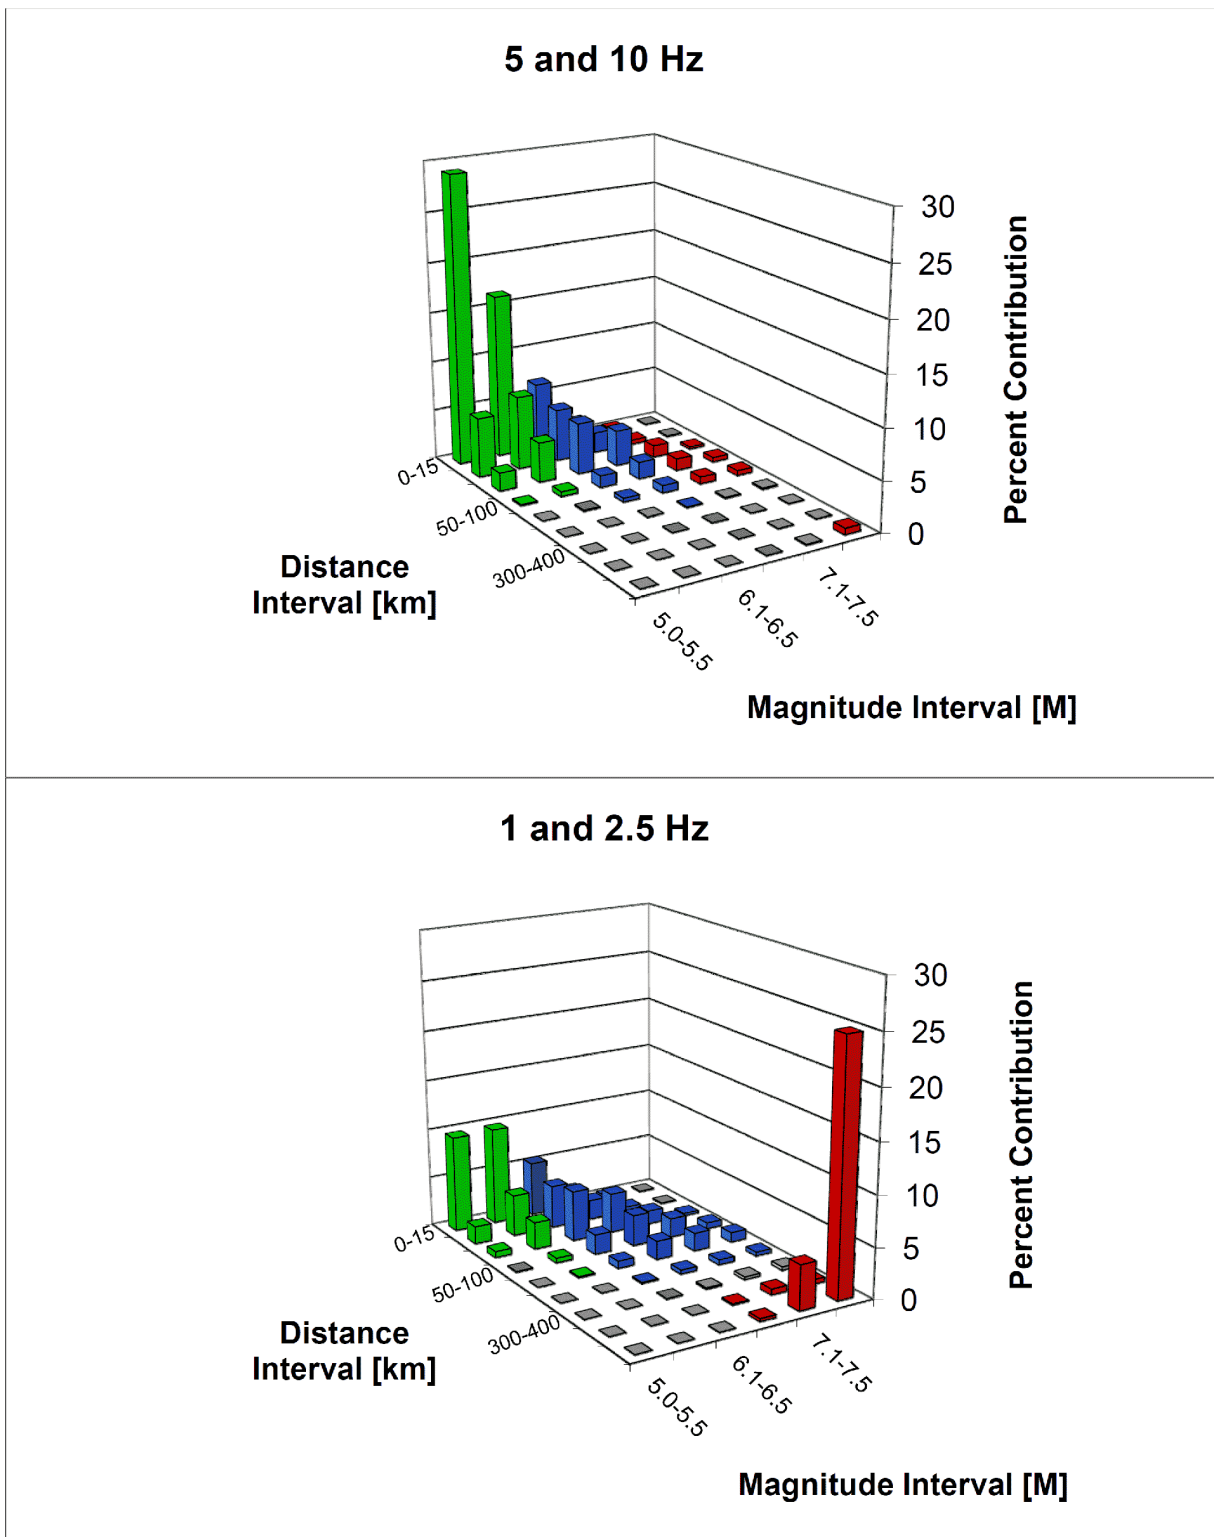 5 and 10 Hz
30
25
20
15
10
5
0
Percent Contribution
0-15
50-100
300-400
Distance
Interval [km]
5.0-5.5
6.1-6.5
7.1-7.5
Magnitude Interval [M]
1 and 2.5 Hz
30
25
20
15
10
5
0
Percent Contribution
0-15
50-100
300-400
Distance
Interval [km]
5.0-5.5
6.1-6.5
7.1-7.5
Magnitude Interval [M]